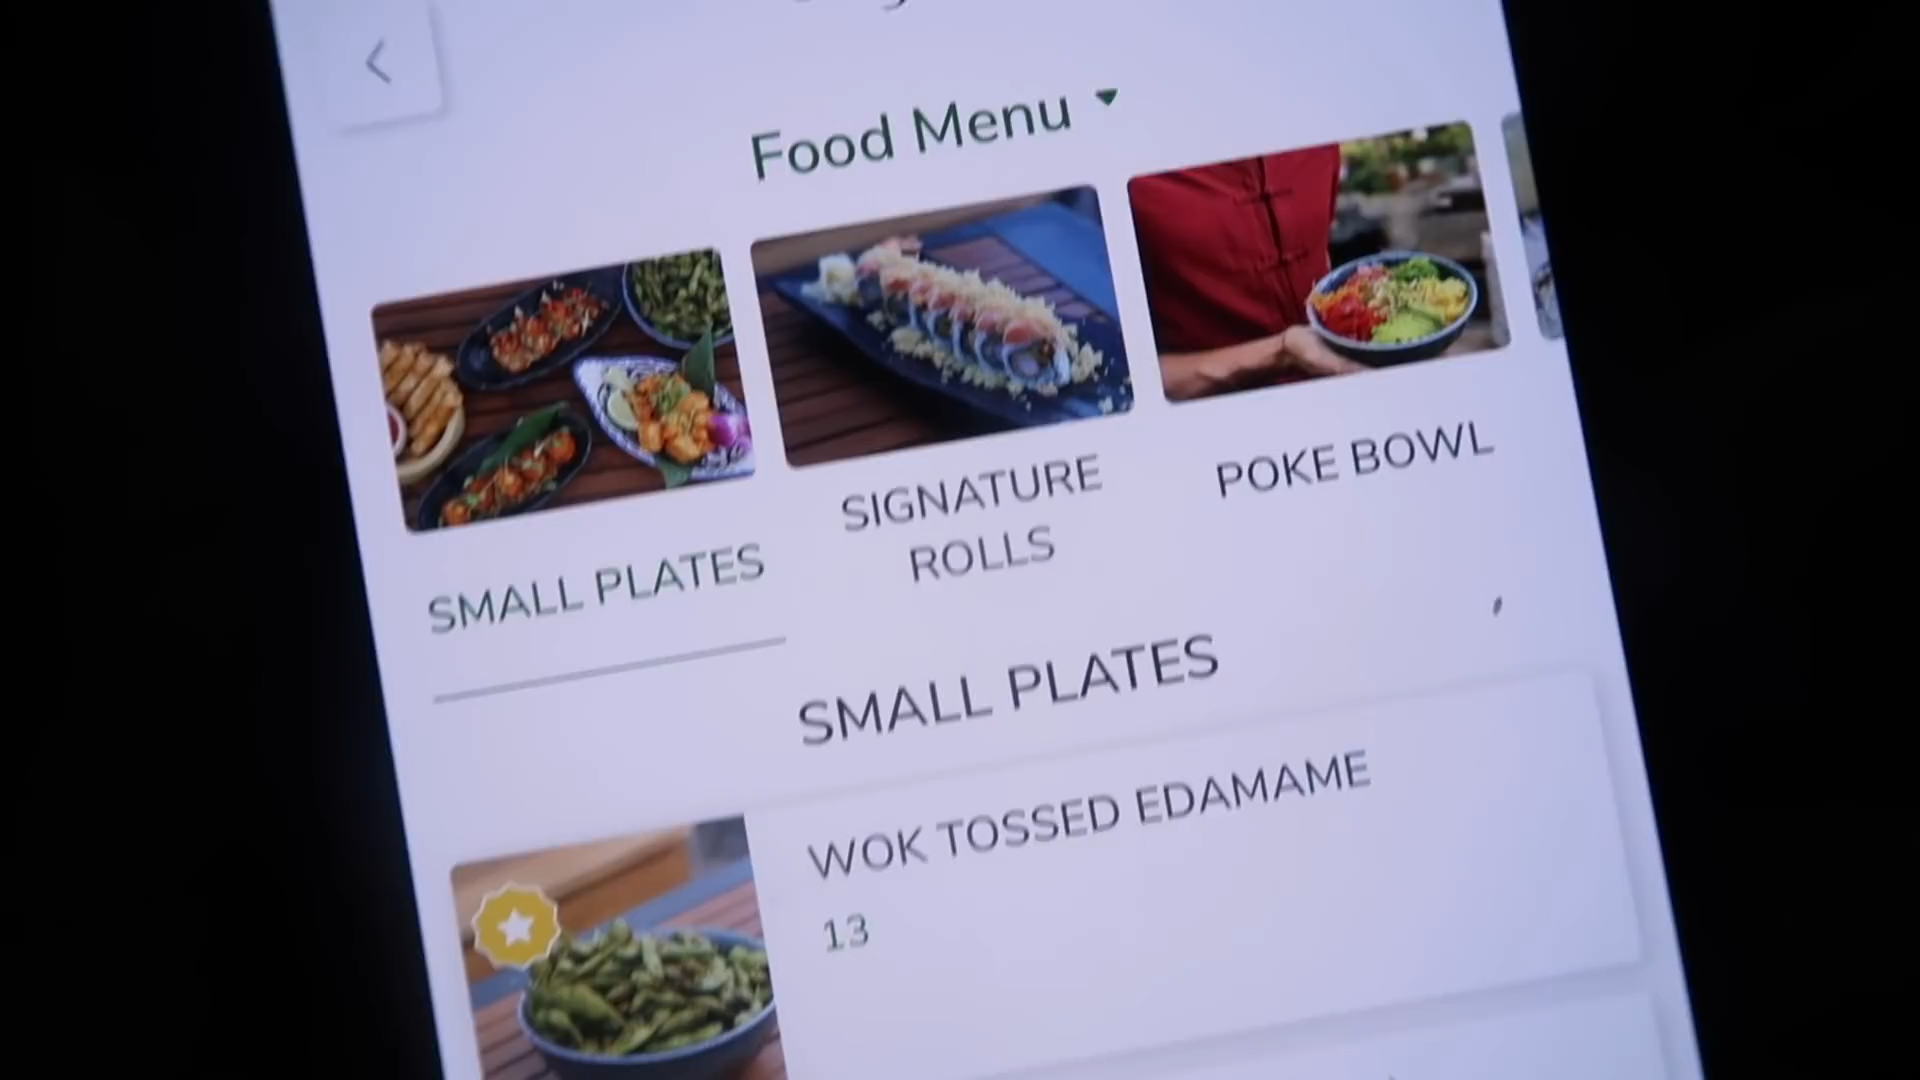 Food Menu
SMALL PLATES
SIGNATURE
ROLLS
POKE BOWL
SMALL PLATES
WOK TOSSED EDAMAME
13